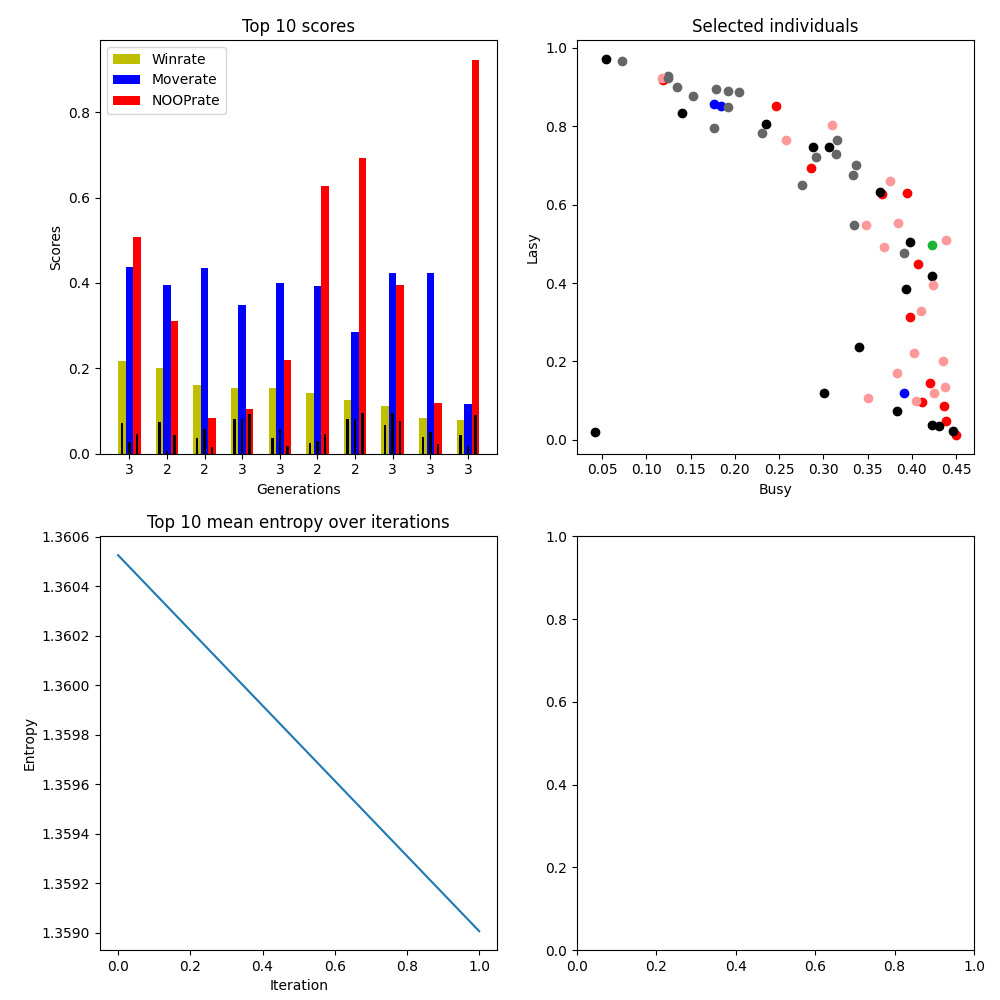 Top 10 scores
Winrate
Moverate
NOOPrate
Scores
0.8
0.6
0.4
0.2
0.0
3 2 2 3 3 2 2 3 3 3
Generations
Selected individuals
Lasy
1.0
0.8
0.6
0.4
0.2
0.0
0.05 0.10 0.15 0.20 0.25 0.30 0.35 0.40 0.45
Busy
Top 10 mean entropy over iterations
Entropy
1.3606
1.3604
1.3602
1.3600
1.3598
1.3596
1.3594
1.3592
1.3590
0.0 0.2 0.4 0.6 0.8 1.0
Iteration
1.0
0.8
0.6
0.4
0.2
0.0
0.0 0.2 0.4 0.6 0.8 1.0